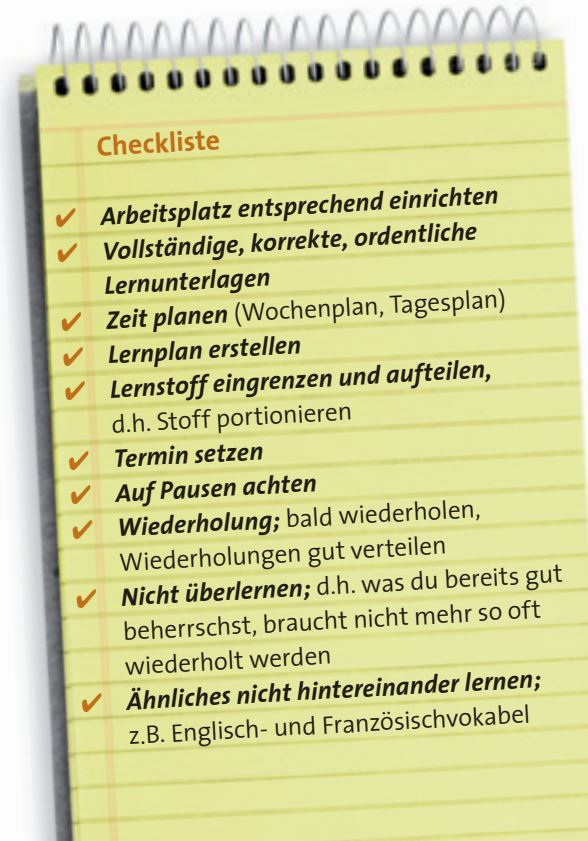 Checkliste
✔ Arbeitsplatz entsprechend einrichten
✔ Vollständige, korrekte, ordentliche
Lernunterlagen
✔ Zeit planen (Wochenplan, Tagesplan)
✔ Lernplan erstellen
✔ Lernstoff eingrenzen und aufteilen,
d.h. Stoff portionieren
✔ Termin setzen
✔ Auf Pausen achten
✔ Wiederholung; bald wiederholen,
Wiederholungen gut verteilen
✔ Nicht überlernen; d.h. was du bereits gut
beherrschst, braucht nicht mehr so oft
wiederholt werden
✔ Ähnliches nicht hintereinander lernen;
z.B. Englisch- und Französischvokabel